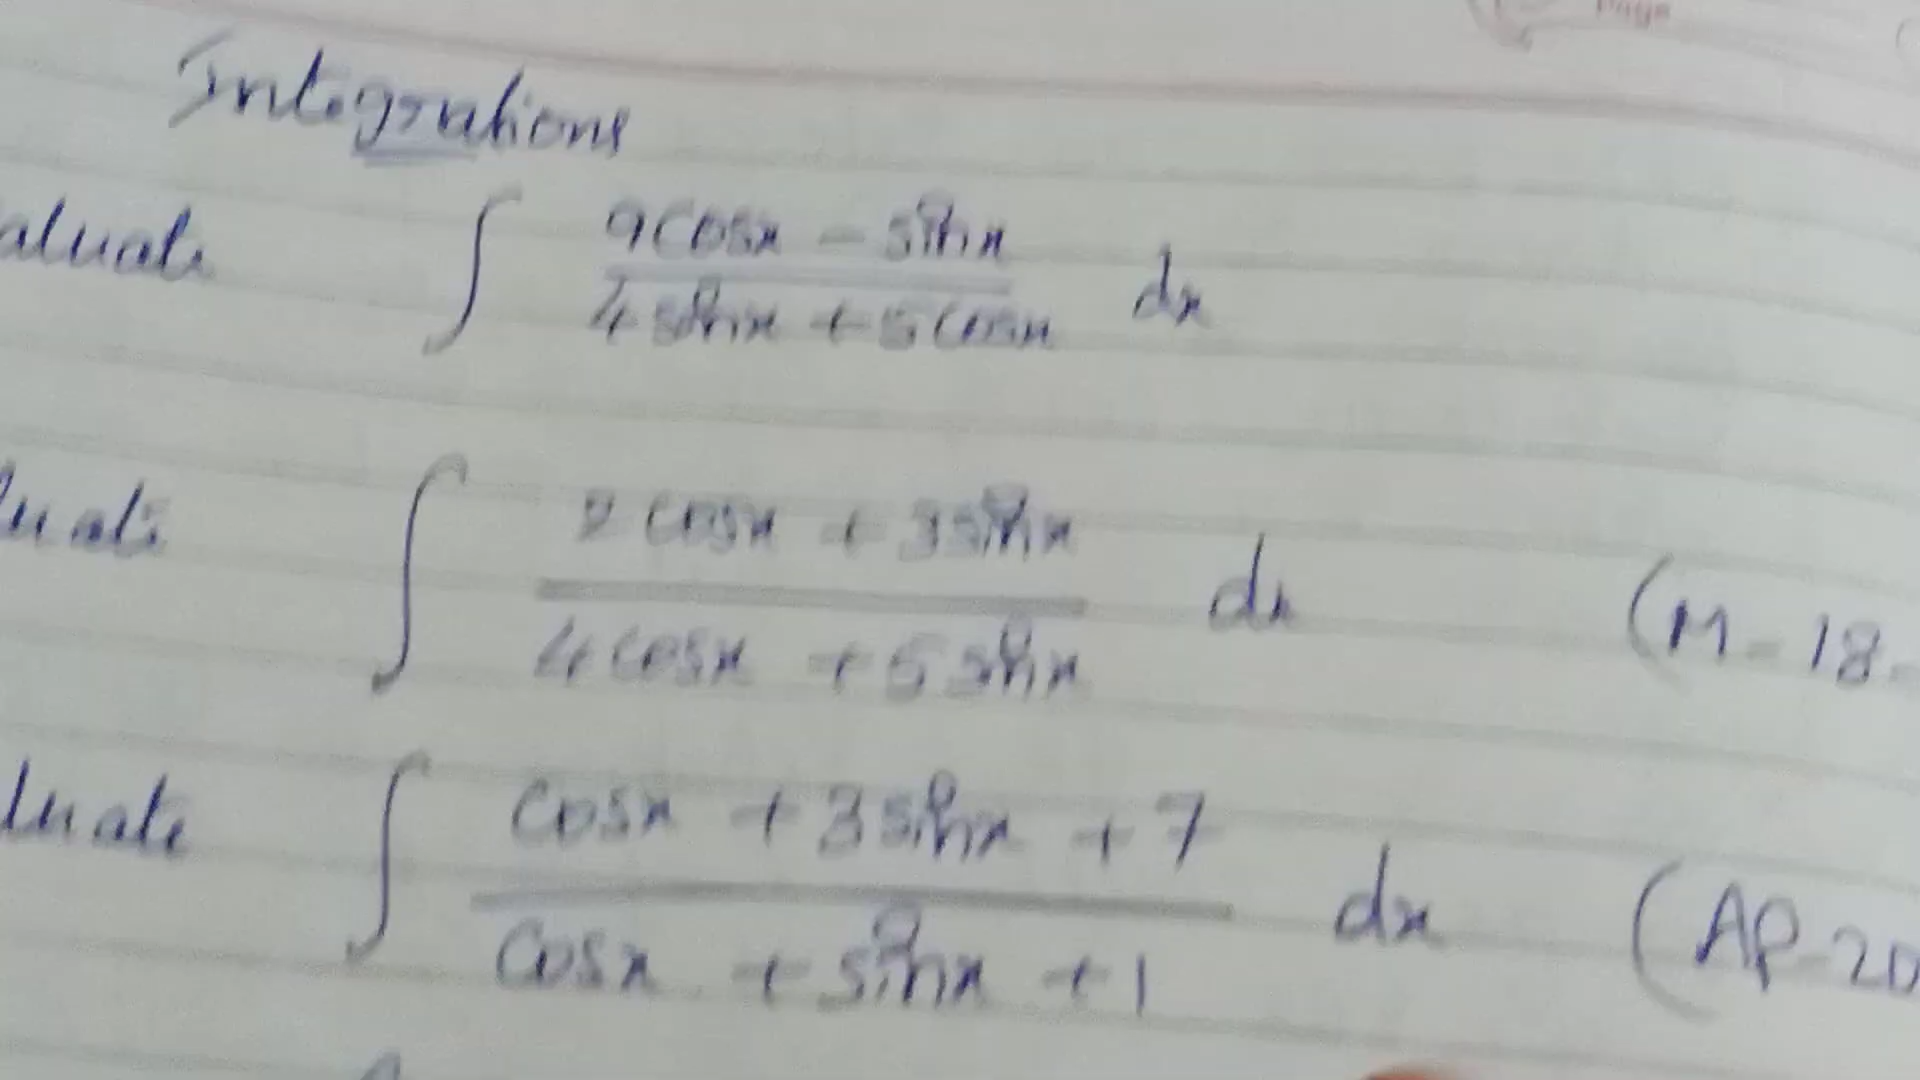 Page
Integrations
aluate ∫ (9cosx - sinx)/(4sinx + 5cosx) dx
luate ∫ (2cosx + 3sinx)/(4cosx + 5sinx) dx (M-18-
luate ∫ (cosx + 3sinx + 7)/(cosx + sinx + 1) dx (AP-20